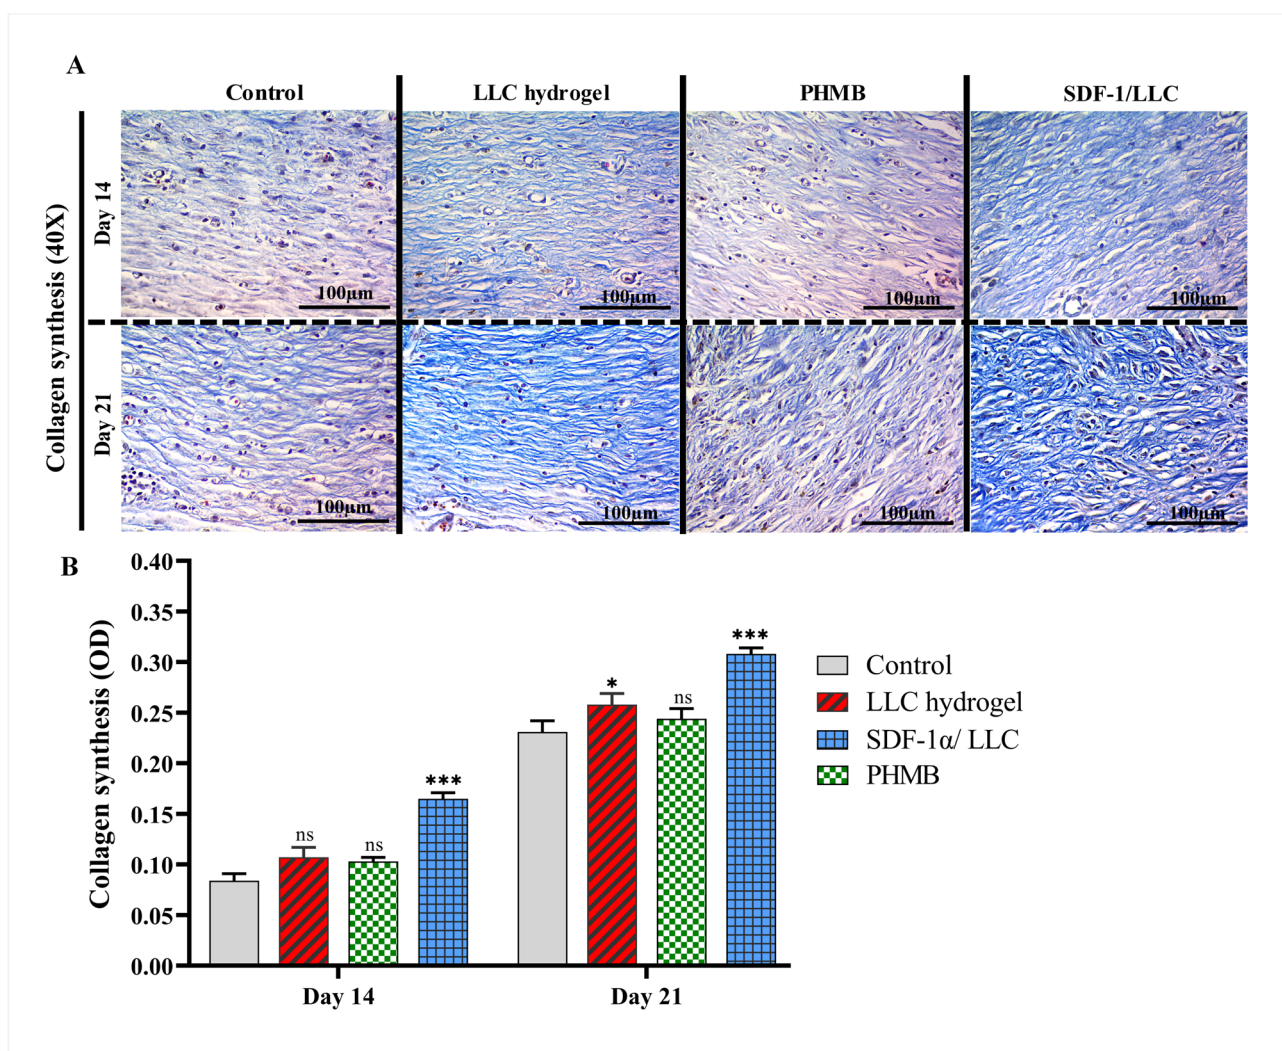 A
Control
LLC hydrogel
PHMB
SDF-1/LLC
Collagen synthesis (40X)
Day 14
100μm
100μm
100μm
100μm
Day 21
100μm
100μm
100μm
100μm
B
Collagen synthesis (OD)
0.40
0.35
0.30
0.25
0.20
0.15
0.10
0.05
0.00
ns
ns
***
*
ns
***
Day 14
Day 21
Control
LLC hydrogel
SDF-1α/ LLC
PHMB